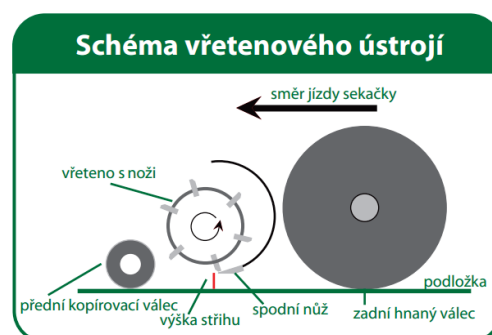 Schéma vřetenového ústrojí
směr jízdy sekačky
vřeteno s noži
podložka
přední kopírovací válec
výška střihu
spodní nůž
zadní hnaný válec